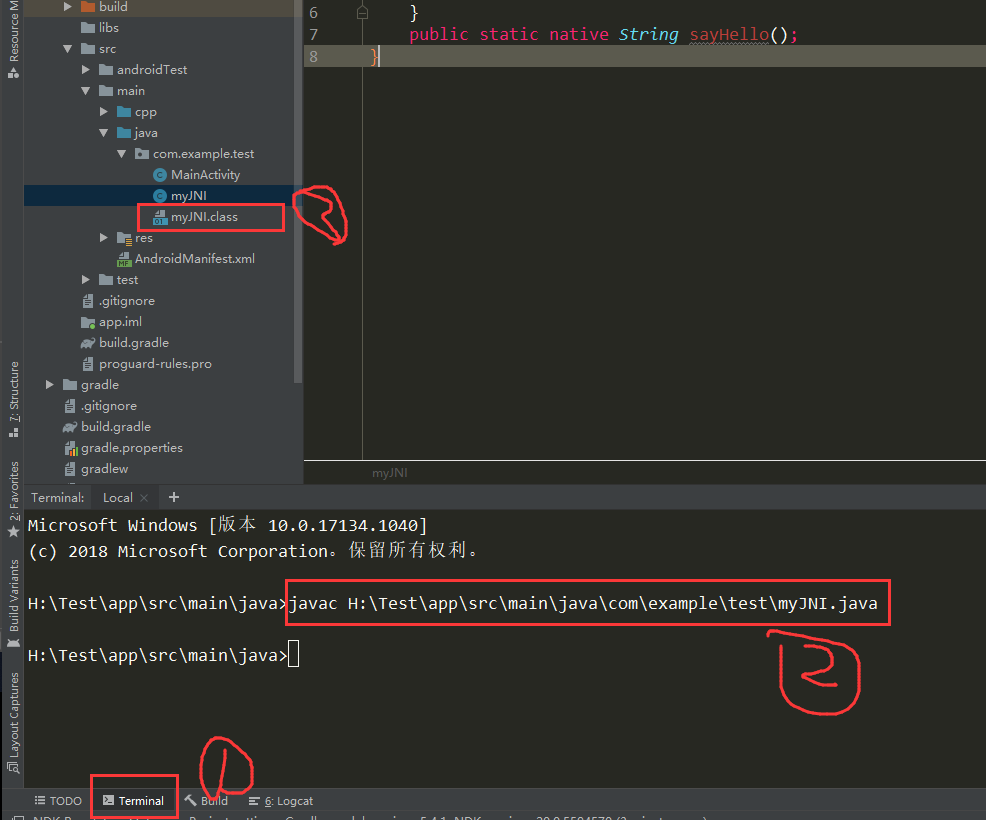 Resource M
build
libs
src
androidTest
main
cpp
java
com.example.test
MainActivity
myJNI
myJNI.class
res
AndroidManifest.xml
test
.gitignore
app.iml
build.gradle
proguard-rules.pro
gradle
.gitignore
build.gradle
gradle.properties
gradlew
6 }
7 public static native String sayHello();
8 }
myJNI
3
7: Structure
2: Favorites
Build Variants
Layout Captures
Terminal: Local × +
Microsoft Windows [版本 10.0.17134.1040]
(c) 2018 Microsoft Corporation。保留所有权利。
H:\Test\app\src\main\java>javac H:\Test\app\src\main\java\com\example\test\myJNI.java
H:\Test\app\src\main\java>
2
1
TODO Terminal Build 6: Logcat